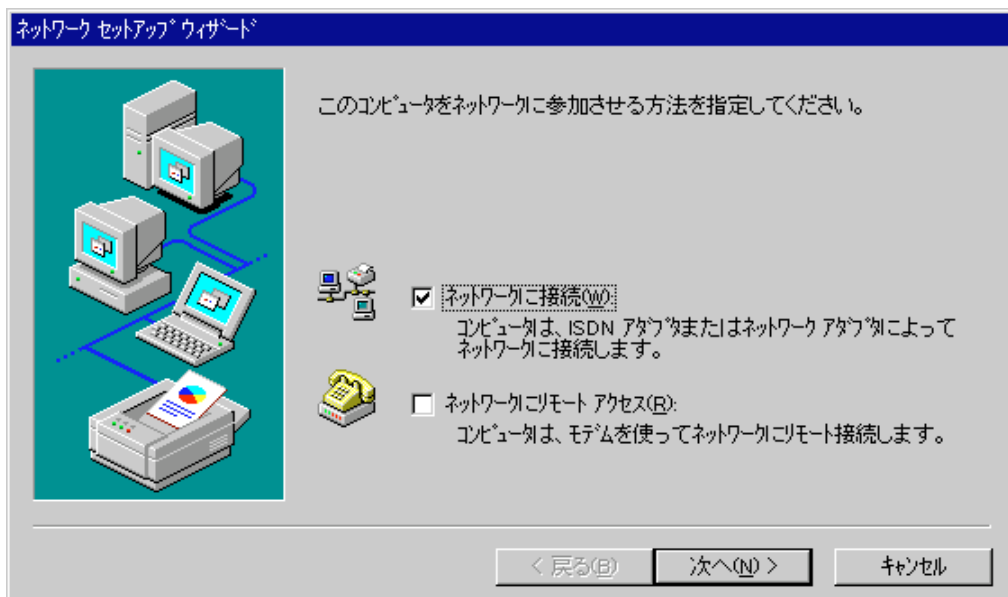 ﾈｯﾄﾜｰｸ ｾｯﾄｱｯﾌﾟ ｳｨｻﾞｰﾄﾞ
このｺﾝﾋﾟｭｰﾀをﾈｯﾄﾜｰｸに参加させる方法を指定してください。
ﾈｯﾄﾜｰｸに接続(W):
ｺﾝﾋﾟｭｰﾀは、ISDN ｱﾀﾞﾌﾟﾀまたはﾈｯﾄﾜｰｸ ｱﾀﾞﾌﾟﾀによって
ﾈｯﾄﾜｰｸに接続します。
ﾈｯﾄﾜｰｸにﾘﾓｰﾄ ｱｸｾｽ(R):
ｺﾝﾋﾟｭｰﾀは、ﾓﾃﾞﾑを使ってﾈｯﾄﾜｰｸにﾘﾓｰﾄ接続します。
< 戻る(B)
次へ(N) >
ｷｬﾝｾﾙ